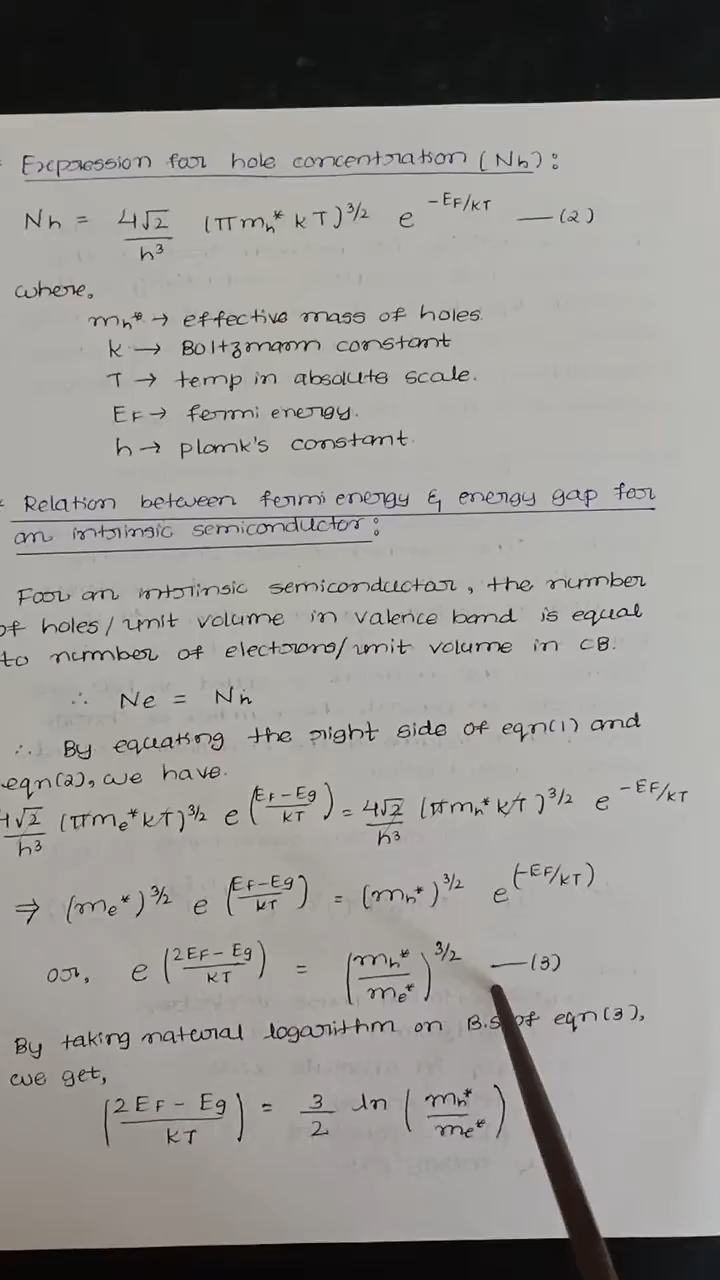 Expression for hole concentration (Nh):
Nh = 4√2/h³ (πmh* kT)^3/2 e^-EF/KT —(2)
where,
mh* → effective mass of holes.
k → Boltzmann constant
T → temp in absolute scale.
EF → fermi energy.
h → plank's constant.
Relation between fermi energy & energy gap for
an intrinsic semiconductor:
For an intrinsic semiconductor, the number
of holes/unit volume in valence band is equal
to number of electrons/unit volume in CB.
∴ Ne = Nh
∴ By equating the right side of eqn(1) and
eqn(2), we have.
4√2/h³ (πme* kT)^3/2 e^(EF-Eg/KT) = 4√2/h³ (πmh* kT)^3/2 e^-EF/KT
⇒ (me*)^3/2 e^(EF-Eg/KT) = (mh*)^3/2 e^(-EF/KT)
or, e^(2EF-Eg/KT) = (mh*/me*)^3/2 —(3)
By taking natural logarithm on B.S of eqn(3),
we get,
(2EF-Eg/KT) = 3/2 ln (mh*/me*)